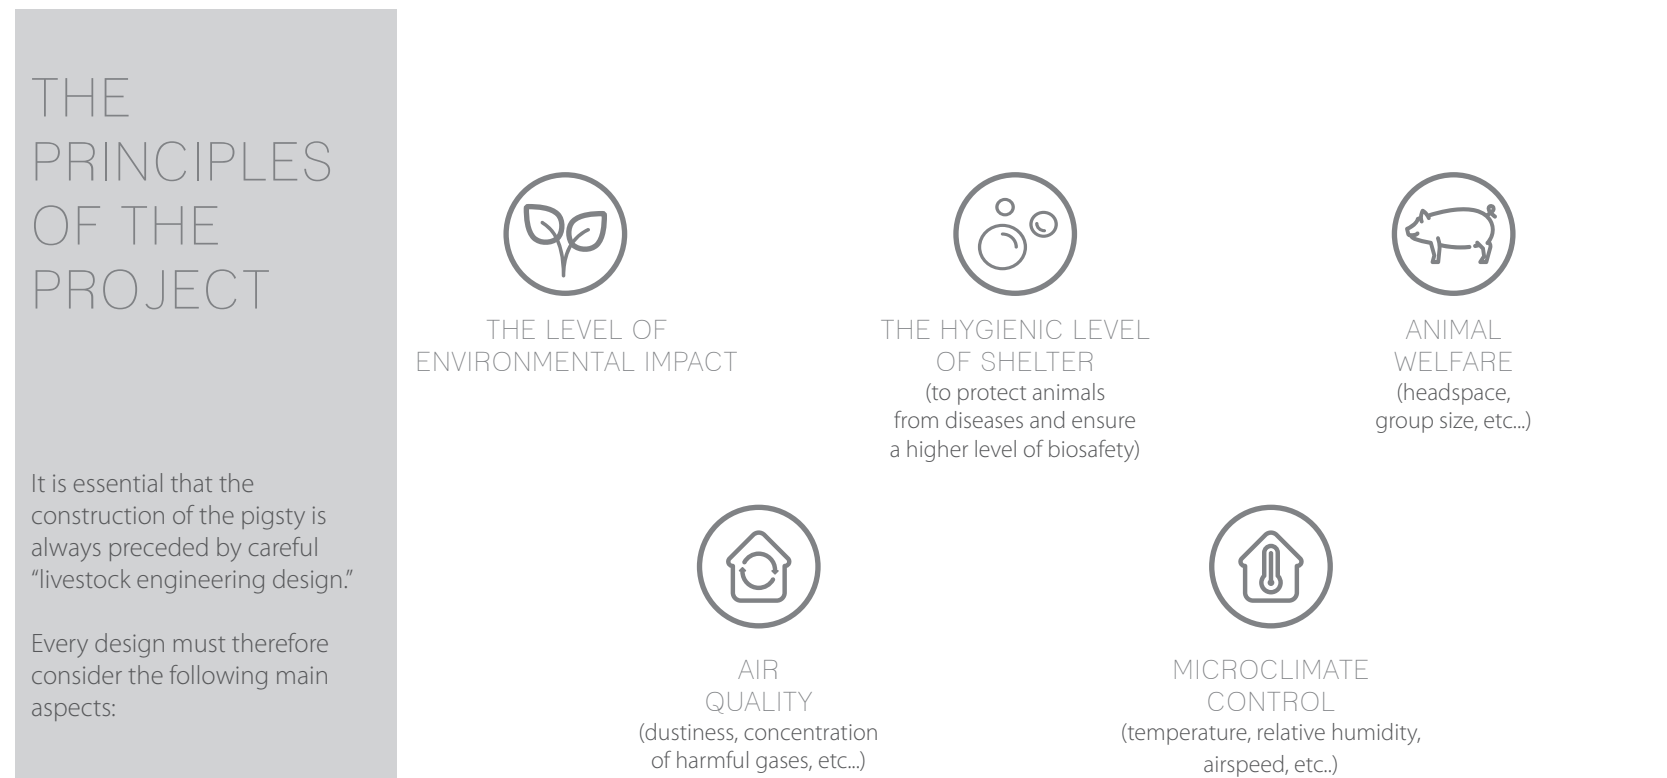 THE
PRINCIPLES
OF THE
PROJECT
It is essential that the
construction of the pigsty is
always preceded by careful
“livestock engineering design.”
Every design must therefore
consider the following main
aspects:
THE LEVEL OF
ENVIRONMENTAL IMPACT
THE HYGIENIC LEVEL
OF SHELTER
(to protect animals
from diseases and ensure
a higher level of biosafety)
ANIMAL
WELFARE
(headspace,
group size, etc...)
AIR
QUALITY
(dustiness, concentration
of harmful gases, etc...)
MICROCLIMATE
CONTROL
(temperature, relative humidity,
airspeed, etc..)